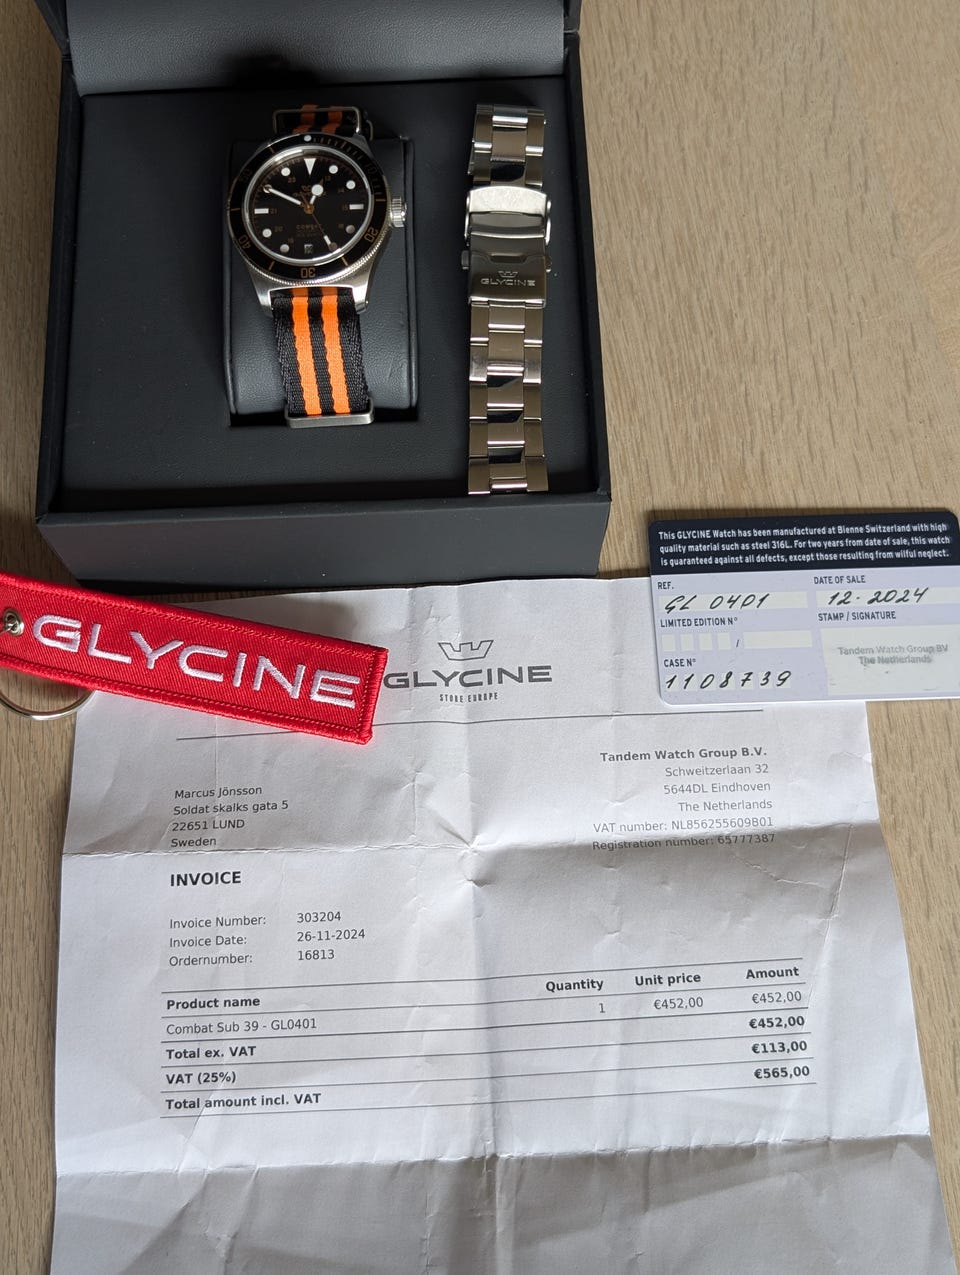 GLYCINE
This GLYCINE Watch has been manufactured at Bienne Switzerland with high
quality material such as steel 316L. For two years from date of sale, this watch
is guaranteed against all defects, except those resulting from wilful neglect.
REF.
GL 0401
DATE OF SALE
12-2024
LIMITED EDITION N°
/
STAMP / SIGNATURE
Tandem Watch Group BV
The Netherlands
CASE N°
1108739
GLYCINE
GLYCINE
STORE EUROPE
Tandem Watch Group B.V.
Schweitzerlaan 32
5644DL Eindhoven
The Netherlands
VAT number: NL856255609B01
Registration number: 65777387
Marcus Jönsson
Soldat skalks gata 5
22651 LUND
Sweden
INVOICE
Invoice Number: 303204
Invoice Date: 26-11-2024
Ordernumber: 16813
Product name Quantity Unit price Amount
Combat Sub 39 - GL0401 1 €452,00 €452,00
Total ex. VAT €452,00
VAT (25%) €113,00
Total amount incl. VAT €565,00